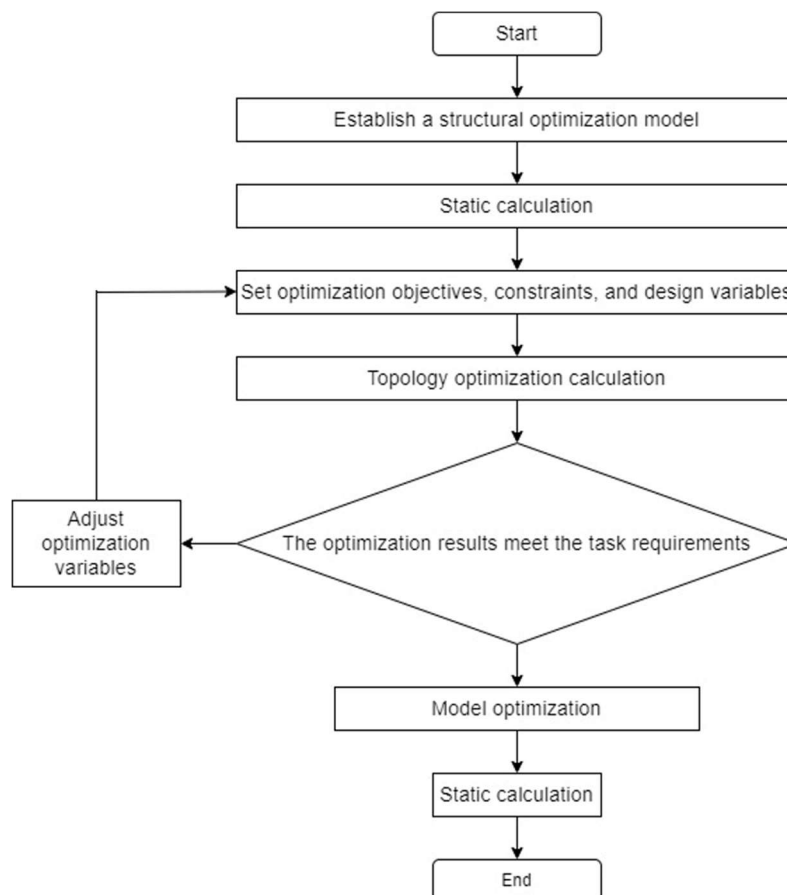 Start
Establish a structural optimization model
Static calculation
Set optimization objectives, constraints, and design variables
Topology optimization calculation
Adjust
optimization
variables
The optimization results meet the task requirements
Model optimization
Static calculation
End